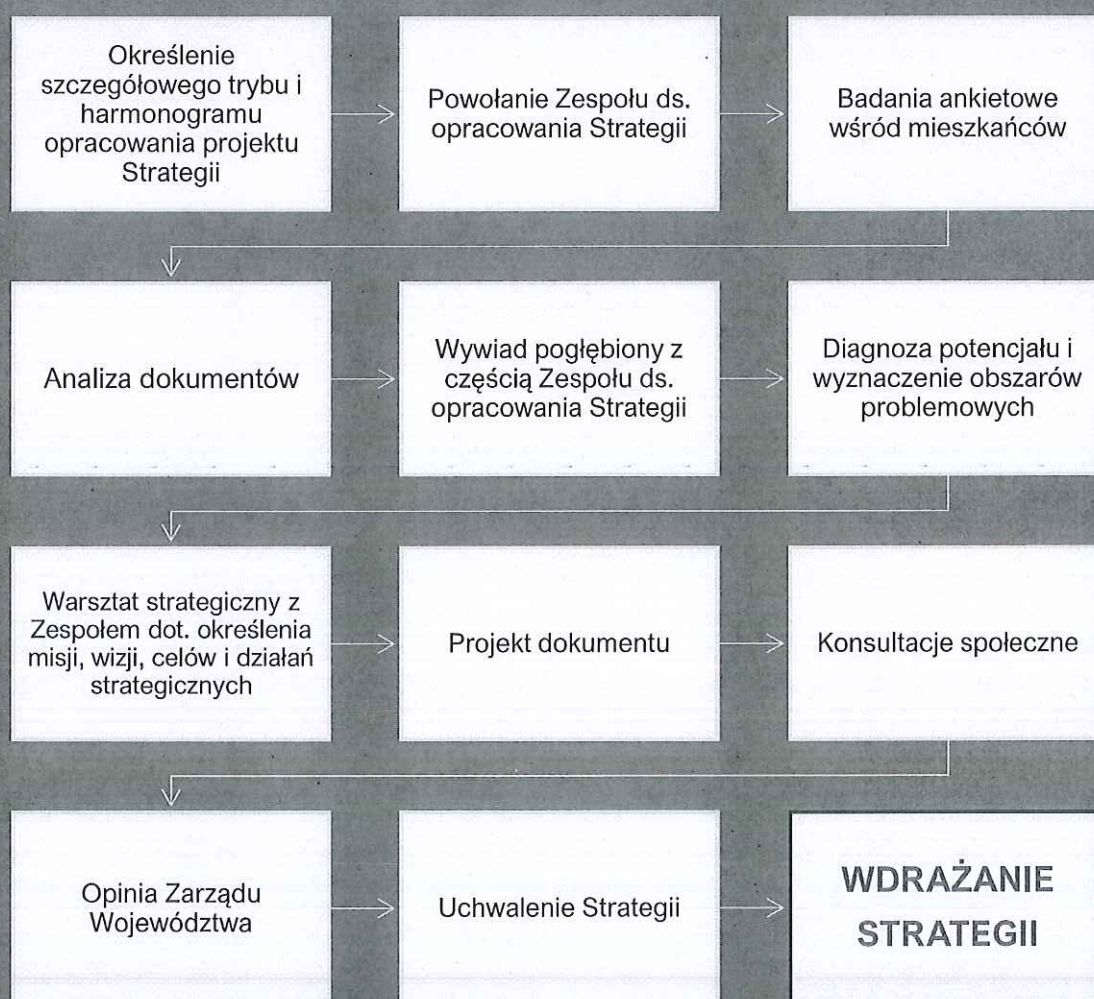 Określenie
szczegółowego trybu i
harmonogramu
opracowania projektu
Strategii
Powołanie Zespołu ds.
opracowania Strategii
Badania ankietowe
wśród mieszkańców
Analiza dokumentów
Wywiad pogłębiony z
częścią Zespołu ds.
opracowania Strategii
Diagnoza potencjału i
wyznaczenie obszarów
problemowych
Warsztat strategiczny z
Zespołem dot. określenia
misji, wizji, celów i działań
strategicznych
Projekt dokumentu
Konsultacje społeczne
Opinia Zarządu
Województwa
Uchwalenie Strategii
WDRAŻANIE
STRATEGII